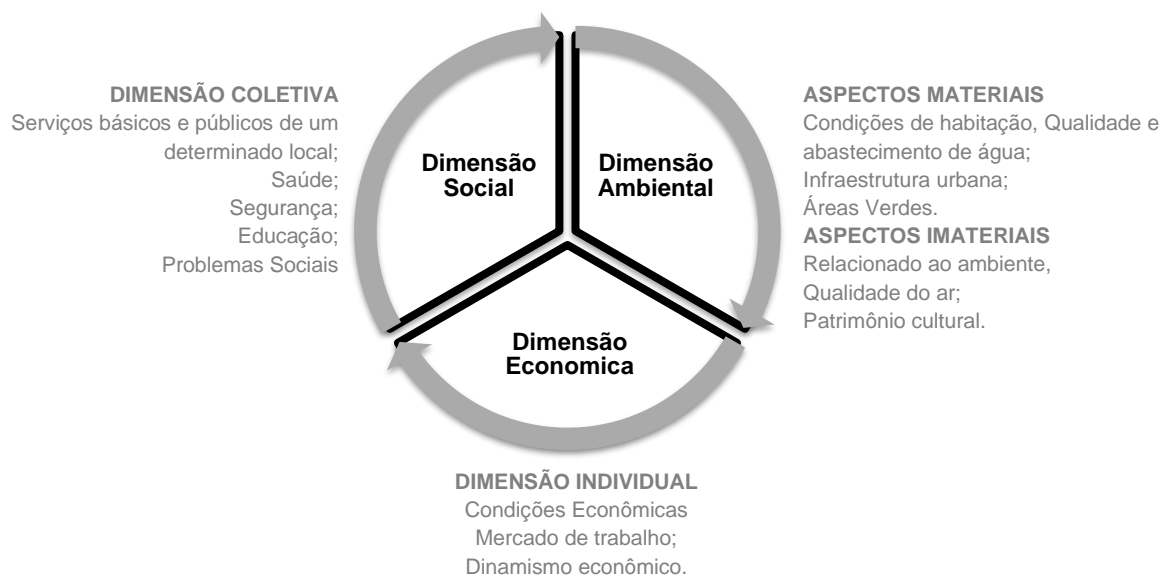 DIMENSÃO COLETIVA
Serviços básicos e públicos de um
determinado local;
Saúde;
Segurança;
Educação;
Problemas Sociais
Dimensão
Social
Dimensão
Ambiental
ASPECTOS MATERIAIS
Condições de habitação, Qualidade e
abastecimento de água;
Infraestrutura urbana;
Áreas Verdes.
ASPECTOS IMATERIAIS
Relacionado ao ambiente,
Qualidade do ar;
Patrimônio cultural.
Dimensão
Economica
DIMENSÃO INDIVIDUAL
Condições Econômicas
Mercado de trabalho;
Dinamismo econômico.